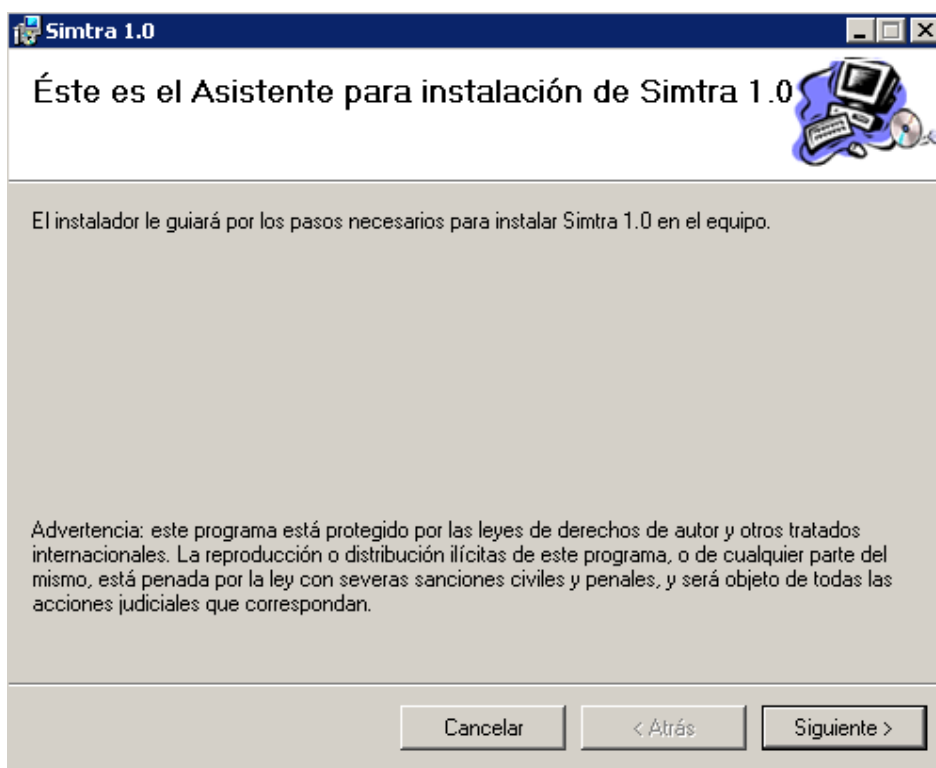 Simtra 1.0
Éste es el Asistente para instalación de Simtra 1.0
El instalador le guiará por los pasos necesarios para instalar Simtra 1.0 en el equipo.
Advertencia: este programa está protegido por las leyes de derechos de autor y otros tratados
internacionales. La reproducción o distribución ilícitas de este programa, o de cualquier parte del
mismo, está penada por la ley con severas sanciones civiles y penales, y será objeto de todas las
acciones judiciales que correspondan.
Cancelar < Atrás Siguiente >